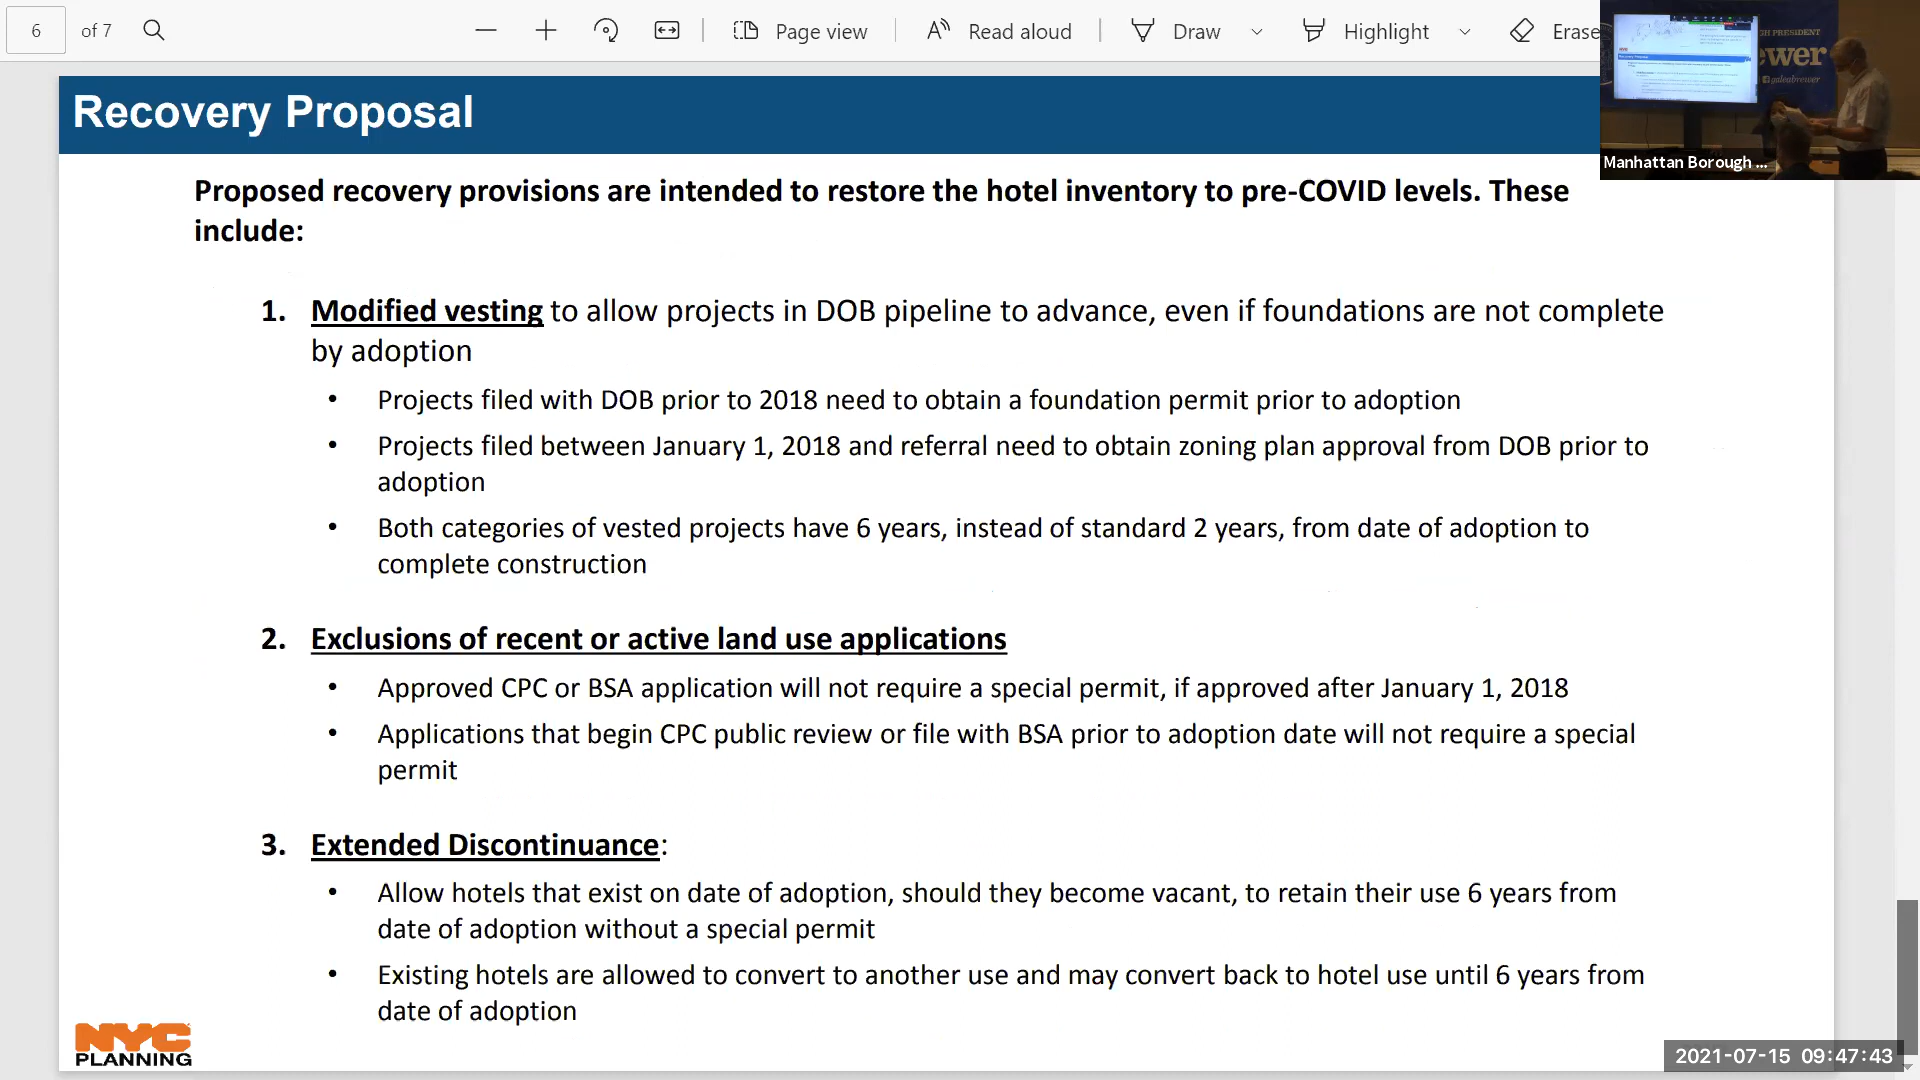 6 of 7 Page view Read aloud Draw Highlight Erase
Recovery Proposal
Proposed recovery provisions are intended to restore the hotel inventory to pre-COVID levels. These
include:
1. Modified vesting to allow projects in DOB pipeline to advance, even if foundations are not complete
by adoption
• Projects filed with DOB prior to 2018 need to obtain a foundation permit prior to adoption
• Projects filed between January 1, 2018 and referral need to obtain zoning plan approval from DOB prior to
adoption
• Both categories of vested projects have 6 years, instead of standard 2 years, from date of adoption to
complete construction
2. Exclusions of recent or active land use applications
• Approved CPC or BSA application will not require a special permit, if approved after January 1, 2018
• Applications that begin CPC public review or file with BSA prior to adoption date will not require a special
permit
3. Extended Discontinuance:
• Allow hotels that exist on date of adoption, should they become vacant, to retain their use 6 years from
date of adoption without a special permit
• Existing hotels are allowed to convert to another use and may convert back to hotel use until 6 years from
date of adoption
NYC
PLANNING
GH PRESIDENT
ewer
galeabrewer
Manhattan Borough ...
2021-07-15 09:47:43